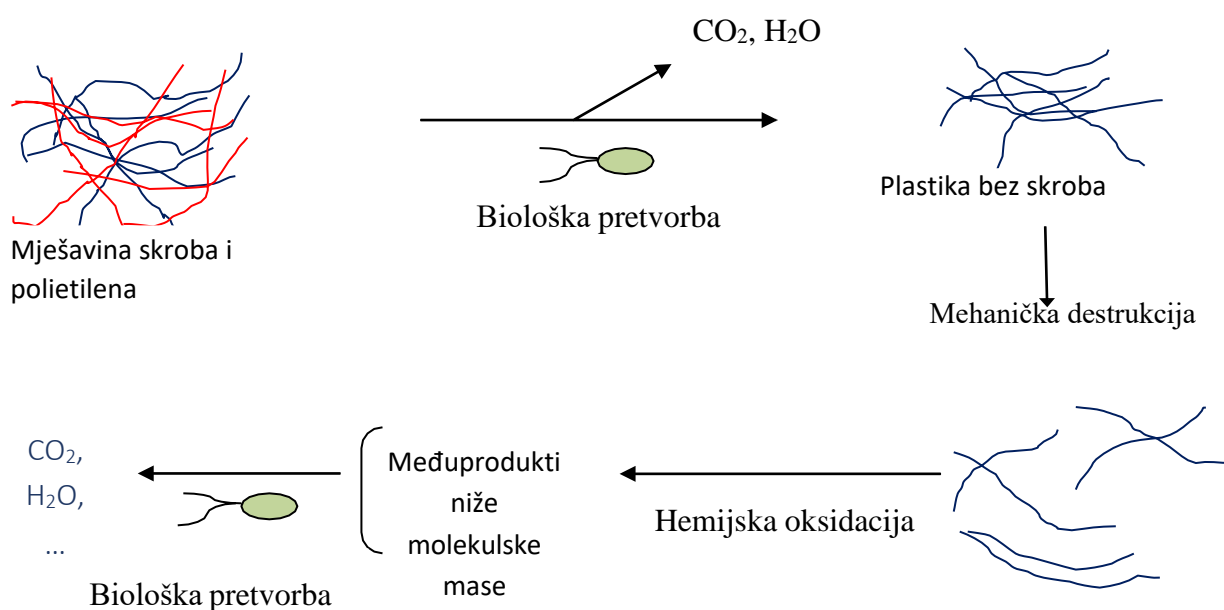 CO₂, H₂O
Biološka pretvorba
Plastika bez skroba
Mješavina skroba i
polietilena
Mehanička destrukcija
CO₂,
H₂O,
...
Biološka pretvorba
Međuprodukti
niže
molekulske
mase
Hemijska oksidacija